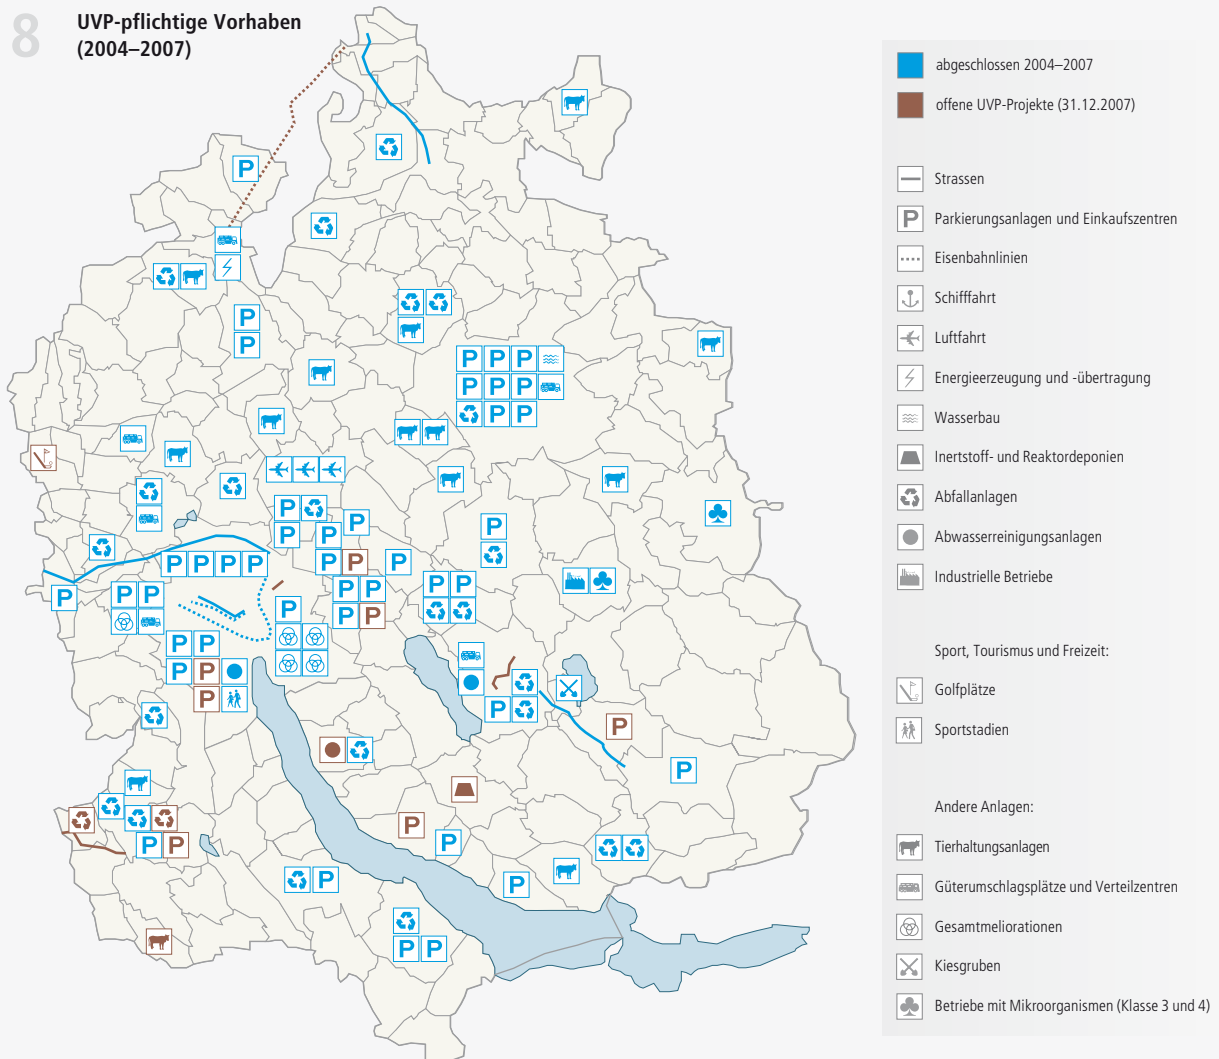 8
UVP-pflichtige Vorhaben
(2004–2007)
abgeschlossen 2004–2007
offene UVP-Projekte (31.12.2007)
Strassen
P Parkierungsanlagen und Einkaufszentren
Eisenbahnlinien
Schifffahrt
Luftfahrt
Energieerzeugung und -übertragung
Wasserbau
Inertstoff- und Reaktordeponien
Abfallanlagen
Abwasserreinigungsanlagen
Industrielle Betriebe
Sport, Tourismus und Freizeit:
Golfplätze
Sportstadien
Andere Anlagen:
Tierhaltungsanlagen
Güterumschlagsplätze und Verteilzentren
Gesamtmeliorationen
Kiesgruben
Betriebe mit Mikroorganismen (Klasse 3 und 4)
P
P
P
P P P
P P P
P P
P
P
P
P
P P
P
P
P P P P
P P
P P
P
P P
P
P P
P P
P
P P
P
P
P
P
P
P
P P
P
P
P
P P